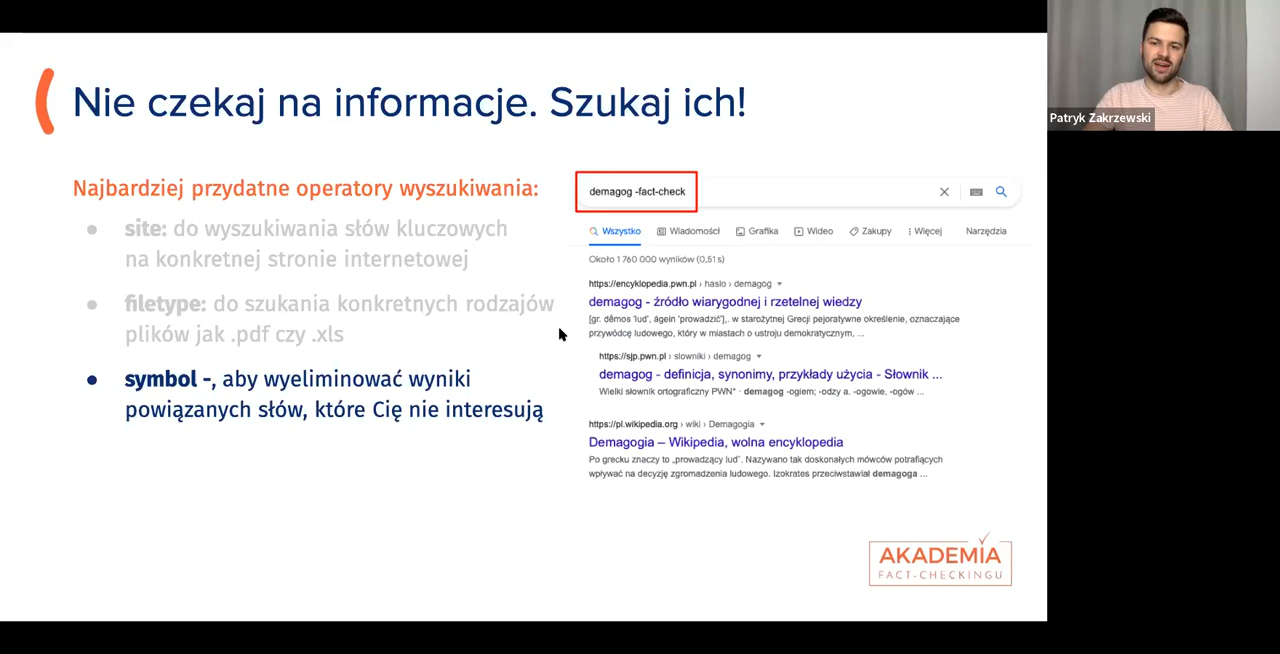 Nie czekaj na informacje. Szukaj ich!
Patryk Zakrzewski
Najbardziej przydatne operatory wyszukiwania:
• site: do wyszukiwania słów kluczowych
na konkretnej stronie internetowej
• filetype: do szukania konkretnych rodzajów
plików jak .pdf czy .xls
• symbol -, aby wyeliminować wyniki
powiązanych słów, które Cię nie interesują
demagog -fact-check
Wszystko Wiadomości Grafika Video Zakupy Więcej Narzędzia
Około 1 760 000 wyników (0,51 s)
https://encyklopedia.pwn.pl › haslo › demagog
demagog - źródło wiarygodnej i rzetelnej wiedzy
[gr. dḗmos 'lud', ágein 'prowadzić'],. w starożytnej Grecji pejoratywne określenie, oznaczające
przywódcę ludowego, który w miastach o ustroju demokratycznym, ...
https://sjp.pwn.pl › slowniki › demagog
demagog - definicja, synonimy, przykłady użycia - Słownik ...
Wielki słownik ortograficzny PWN* · demagog -ogiem; -odzy a. -ogowie, -ogów ...
https://pl.wikipedia.org › wiki › Demagogia
Demagogia – Wikipedia, wolna encyklopedia
Po grecku znaczy to „prowadzący lud”. Nazywano tak doskonałych mówców potrafiących
wpływać na decyzję zgromadzenia ludowego. Izokrates przeciwstawiał demagoga ...
AKADEMIA
FACT-CHECKINGU